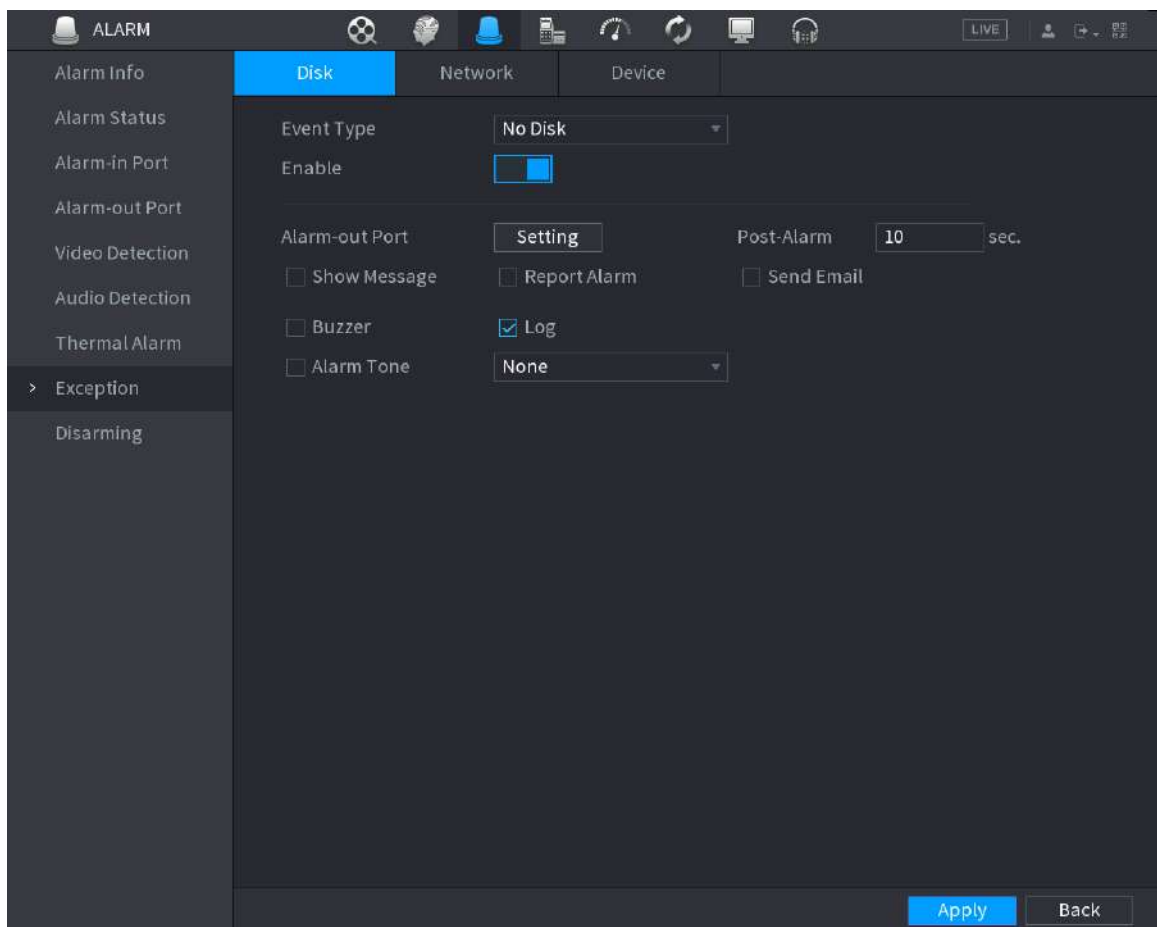 ALARM LIVE
Alarm Info Disk Network Device
Alarm Status
Event Type No Disk
Alarm-in Port
Enable
Alarm-out Port
Alarm-out Port Setting Post-Alarm 10 sec.
Video Detection
Show Message Report Alarm Send Email
Audio Detection
Buzzer Log
Thermal Alarm
Alarm Tone None
> Exception
Disarming
Apply Back